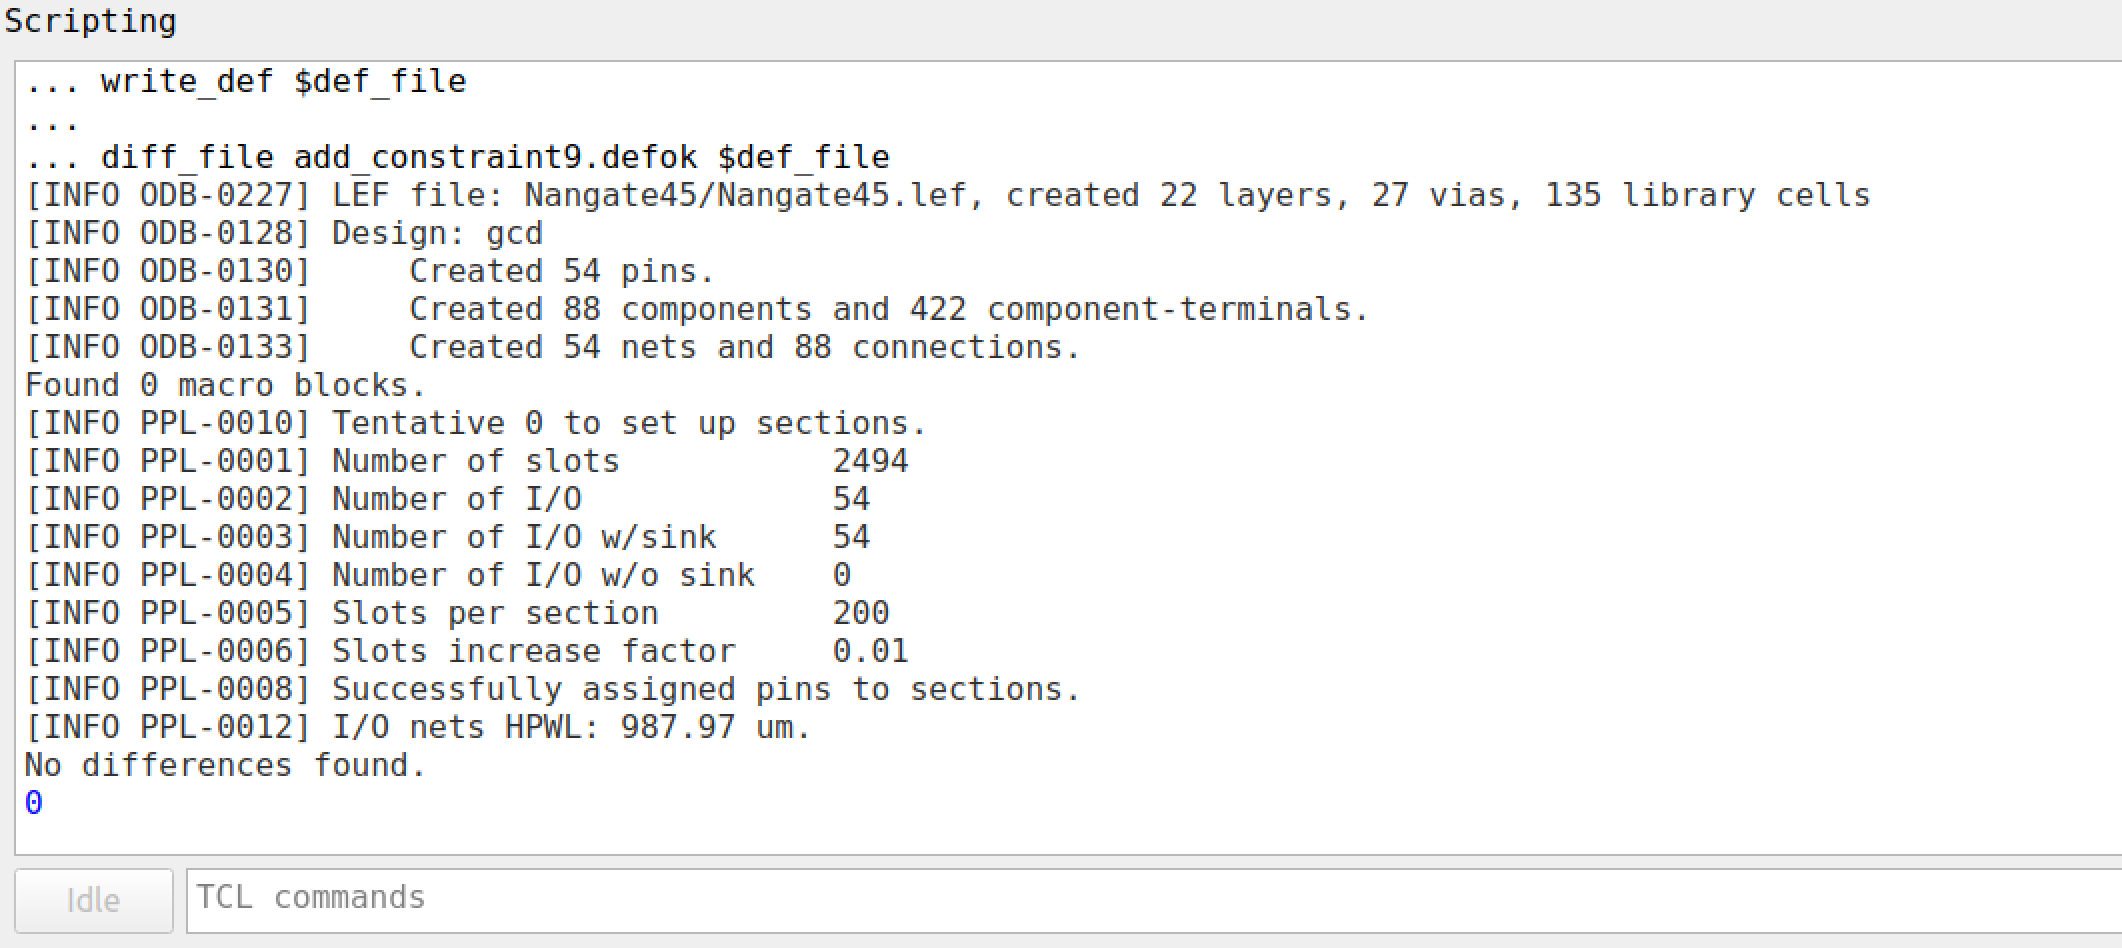 Scripting
... write_def $def_file
...
... diff_file add_constraint9.defok $def_file
[INFO ODB-0227] LEF file: Nangate45/Nangate45.lef, created 22 layers, 27 vias, 135 library cells
[INFO ODB-0128] Design: gcd
[INFO ODB-0130]     Created 54 pins.
[INFO ODB-0131]     Created 88 components and 422 component-terminals.
[INFO ODB-0133]     Created 54 nets and 88 connections.
Found 0 macro blocks.
[INFO PPL-0010] Tentative 0 to set up sections.
[INFO PPL-0001] Number of slots           2494
[INFO PPL-0002] Number of I/O             54
[INFO PPL-0003] Number of I/O w/sink      54
[INFO PPL-0004] Number of I/O w/o sink    0
[INFO PPL-0005] Slots per section         200
[INFO PPL-0006] Slots increase factor     0.01
[INFO PPL-0008] Successfully assigned pins to sections.
[INFO PPL-0012] I/O nets HPWL: 987.97 um.
No differences found.
0
Idle
TCL commands